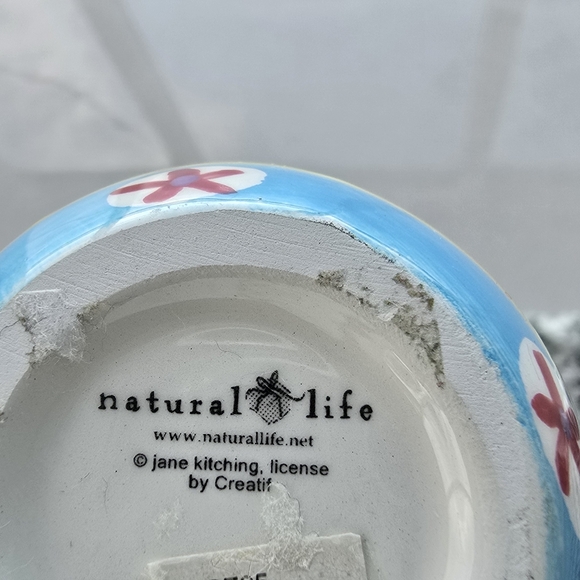 natural life
www.naturallife.net
© jane kitching, license
by Creatif